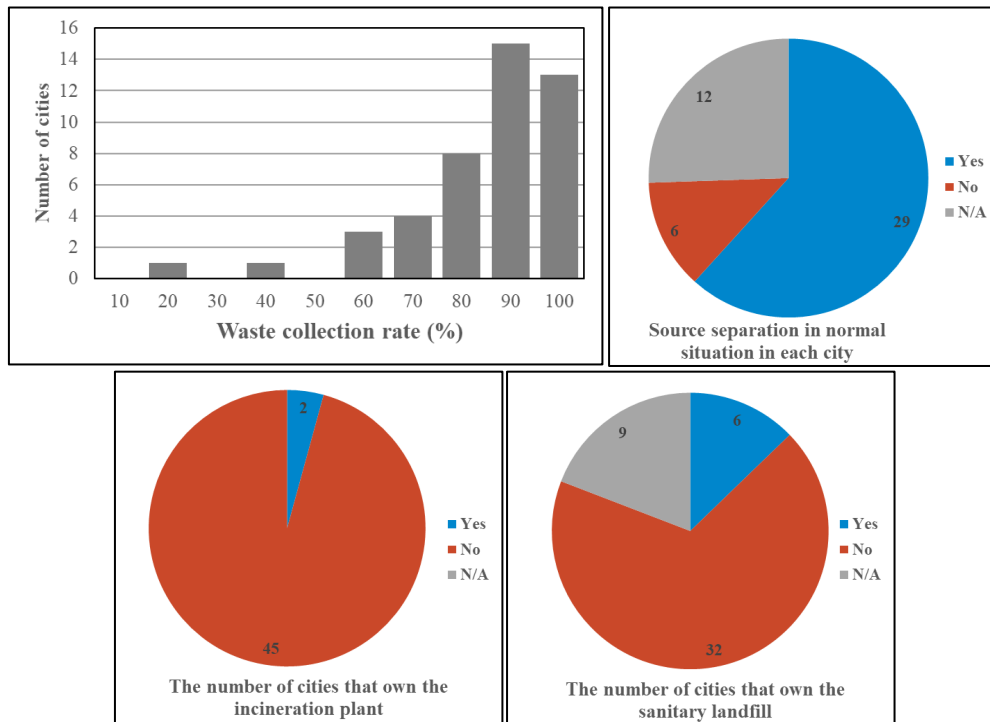 16
14
12
10
8
6
4
2
0
Number of cities
10 20 30 40 50 60 70 80 90 100
Waste collection rate (%)
12
6
29
Yes
No
N/A
Source separation in normal
situation in each city
2
45
Yes
No
N/A
The number of cities that own the
incineration plant
9
6
32
Yes
No
N/A
The number of cities that own the
sanitary landfill